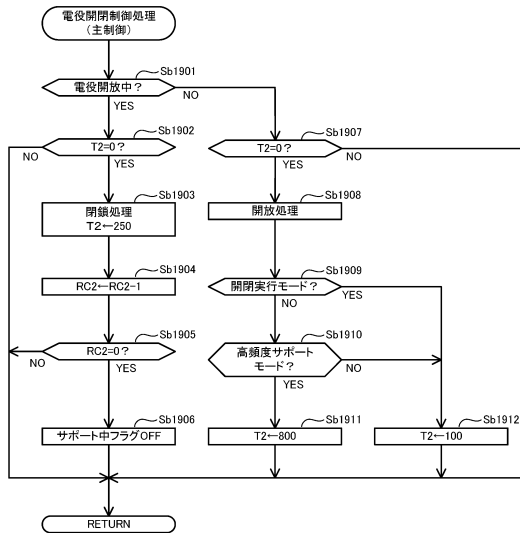 電役開閉制御処理
(主制御)
Sb1901
電役開放中?
NO
YES
Sb1902
T2=0?
NO
YES
Sb1907
T2=0?
NO
YES
Sb1903
閉鎖処理
T2←250
Sb1908
開放処理
Sb1904
RC2←RC2-1
Sb1909
開閉実行モード?
YES
NO
Sb1905
RC2=0?
NO
YES
Sb1910
高頻度サポート
モード?
NO
YES
Sb1906
サポート中フラグOFF
Sb1911
T2←800
Sb1912
T2←100
RETURN